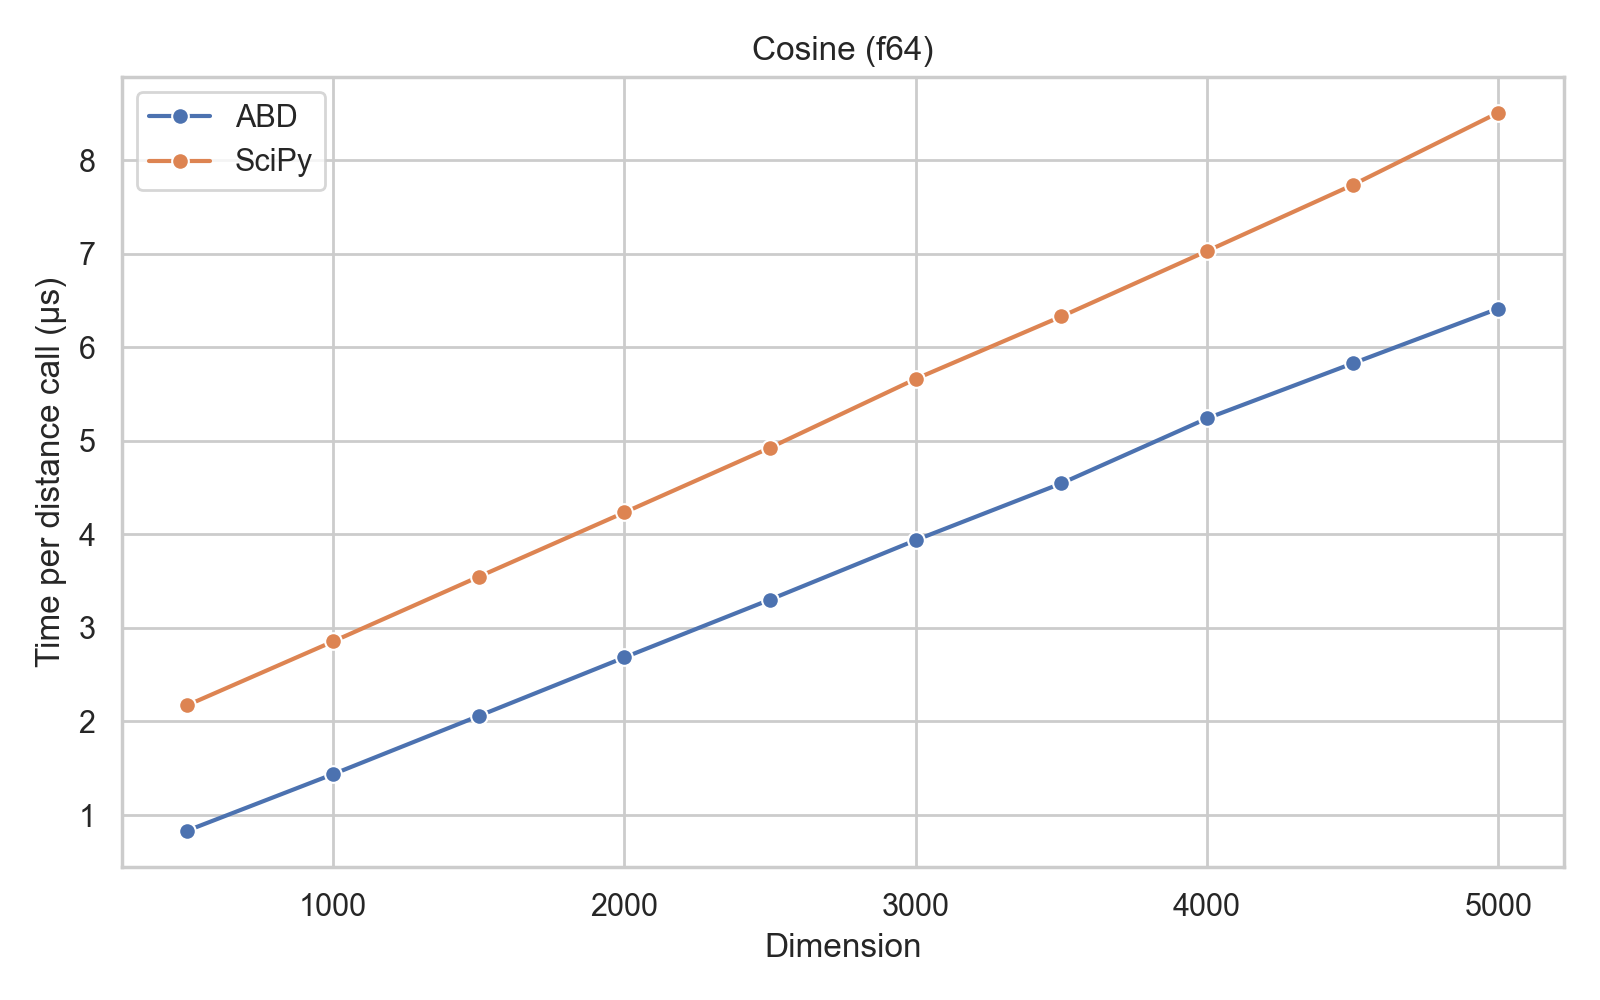 Cosine (f64)
ABD
SciPy
8
7
6
5
4
3
2
1
Time per distance call (µs)
1000 2000 3000 4000 5000
Dimension